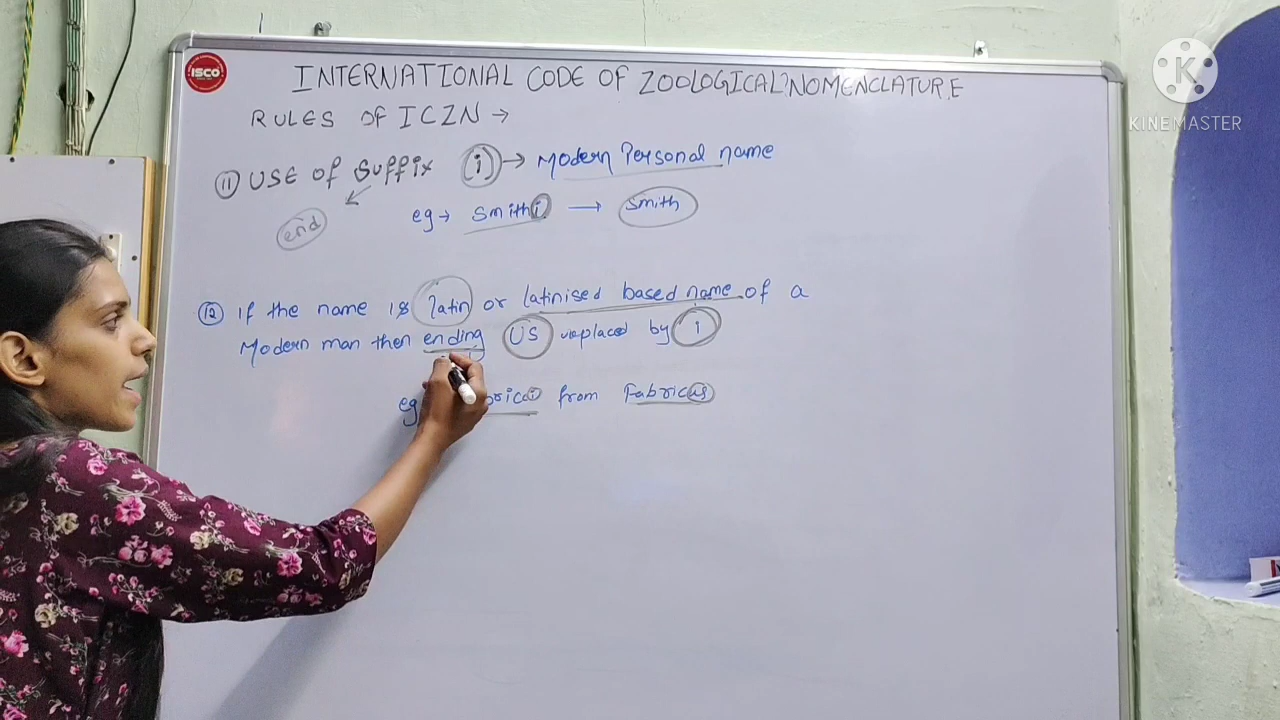 ISCO
INTERNATIONAL CODE OF ZOOLOGICAL NOMENCLATURE
KINEMASTER
RULES OF ICZN →
⑪ USE OF Suffix (i) → Modern Personal name
end
eg → Smithi → Smith
⑫ If the name is latin or latinised based name of a
Modern man then ending US replaced by i
eg from Fabricus